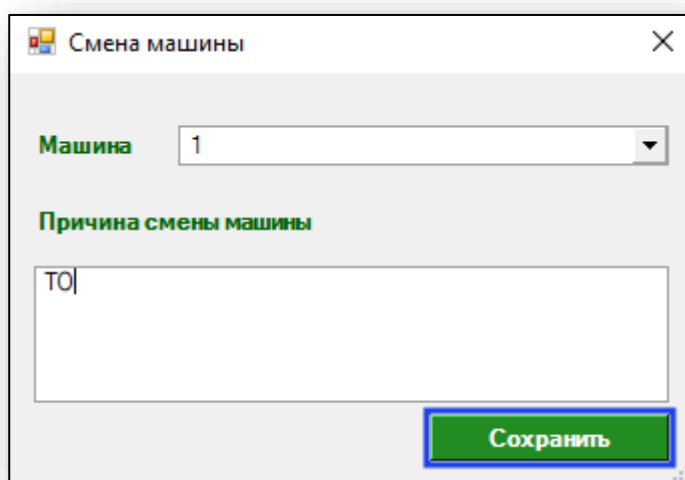 Смена машины
Машина 1
Причина смены машины
ТО
Сохранить